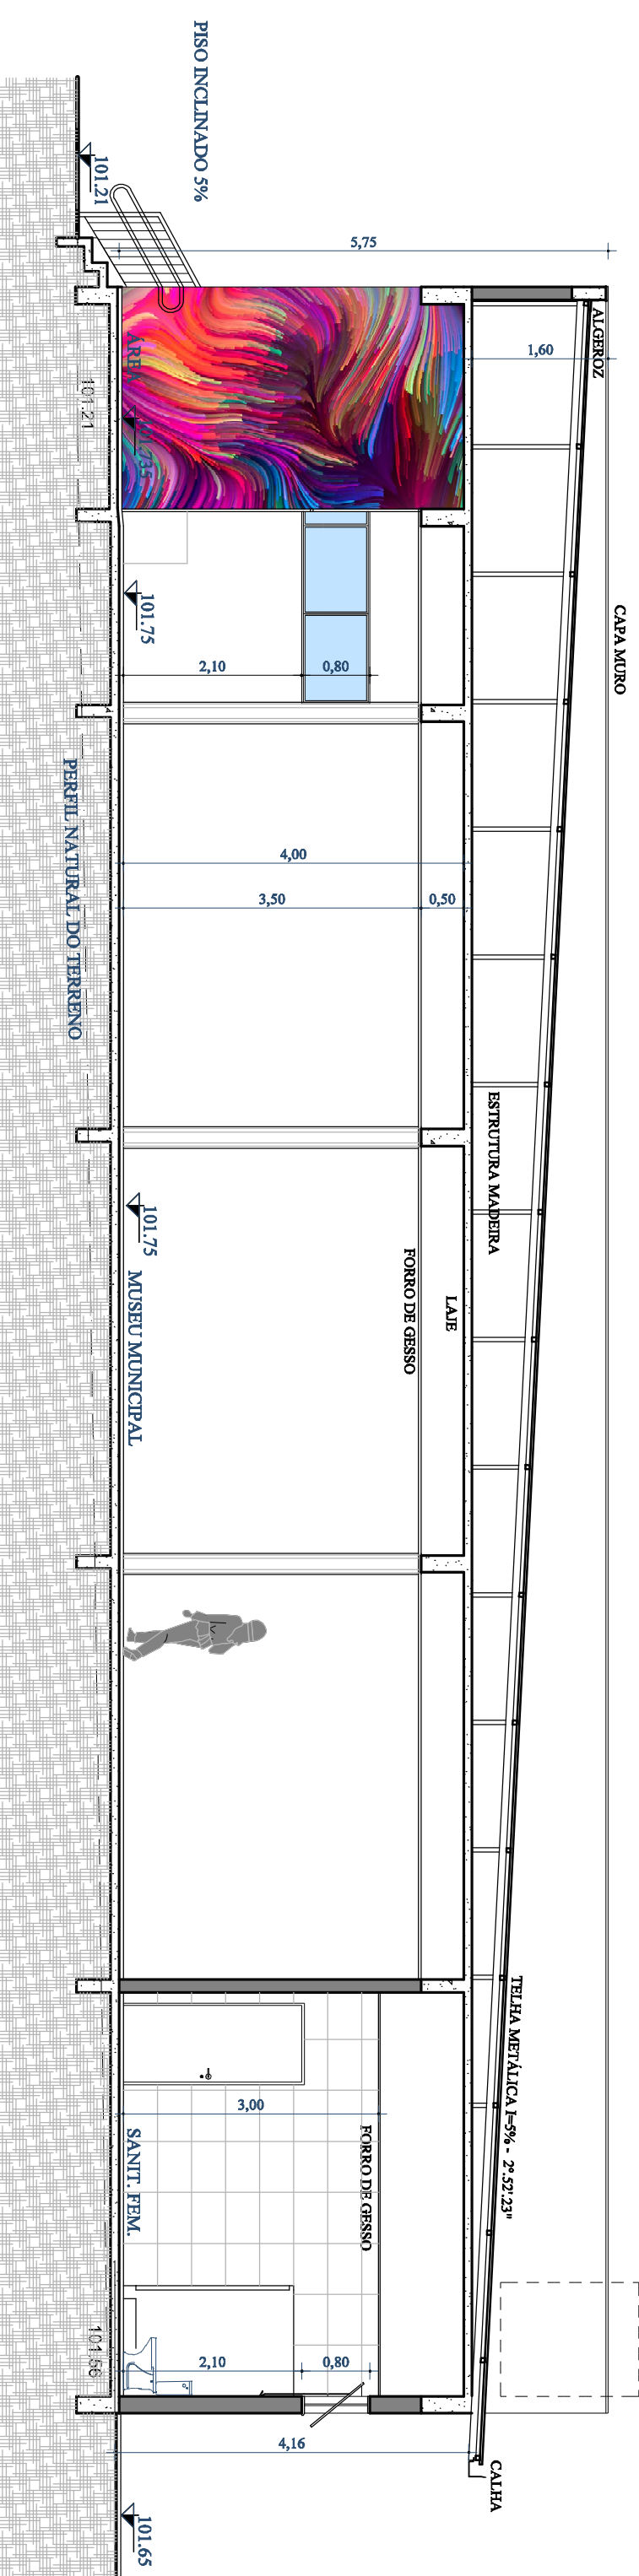 PISO INCLINADO 5%
101.21
5,75
1,60
ALGEROZ
ÁREA
101.735
101.21
CAPA MURO
101.75
2,10
0,80
PERFIL NATURAL DO TERRENO
4,00
3,50
0,50
ESTRUTURA MADEIRA
101.75
MUSEU MUNICIPAL
FORRO DE GESSO
LAJE
TELHA METÁLICA I=5% - 2°.52'.23"
3,00
SANIT. FEM.
FORRO DE GESSO
101.56
2,10
0,80
4,16
CALHA
101.65